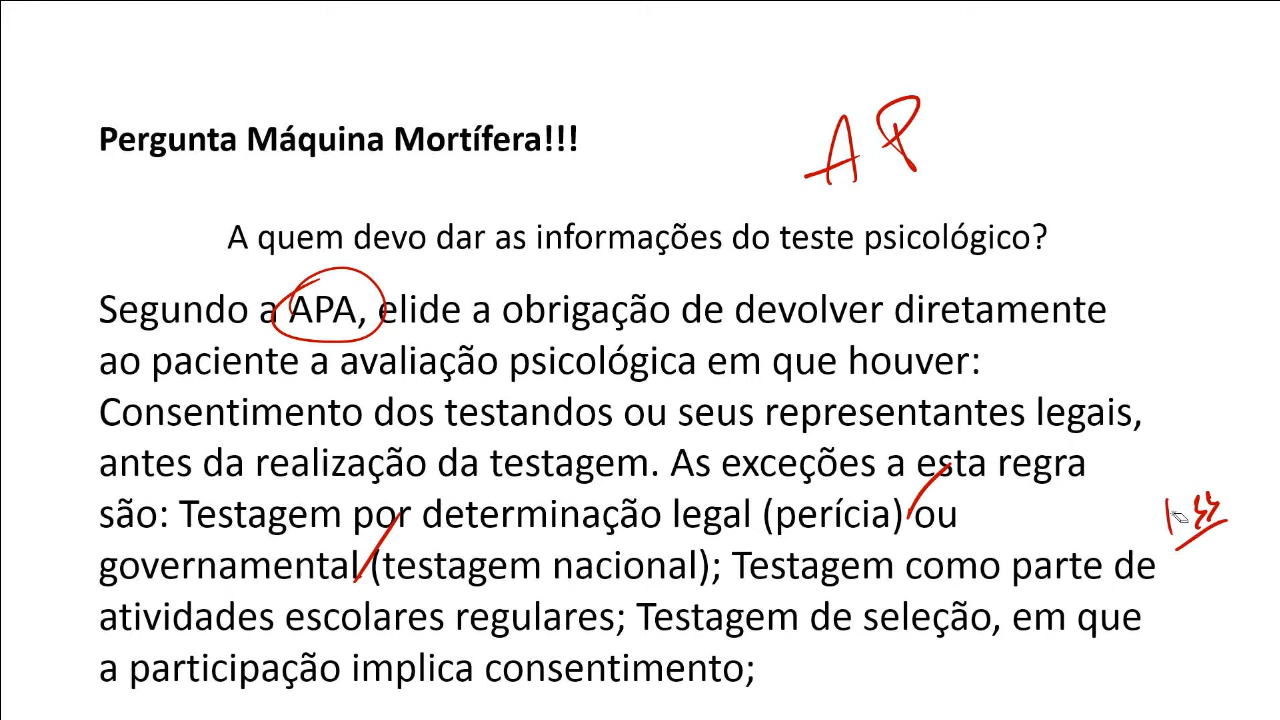 Pergunta Máquina Mortífera!!!
AP
A quem devo dar as informações do teste psicológico?
Segundo a APA, elide a obrigação de devolver diretamente
ao paciente a avaliação psicológica em que houver:
Consentimento dos testandos ou seus representantes legais,
antes da realização da testagem. As exceções a esta regra
são: Testagem por determinação legal (perícia) ou
governamental (testagem nacional); Testagem como parte de
atividades escolares regulares; Testagem de seleção, em que
a participação implica consentimento;